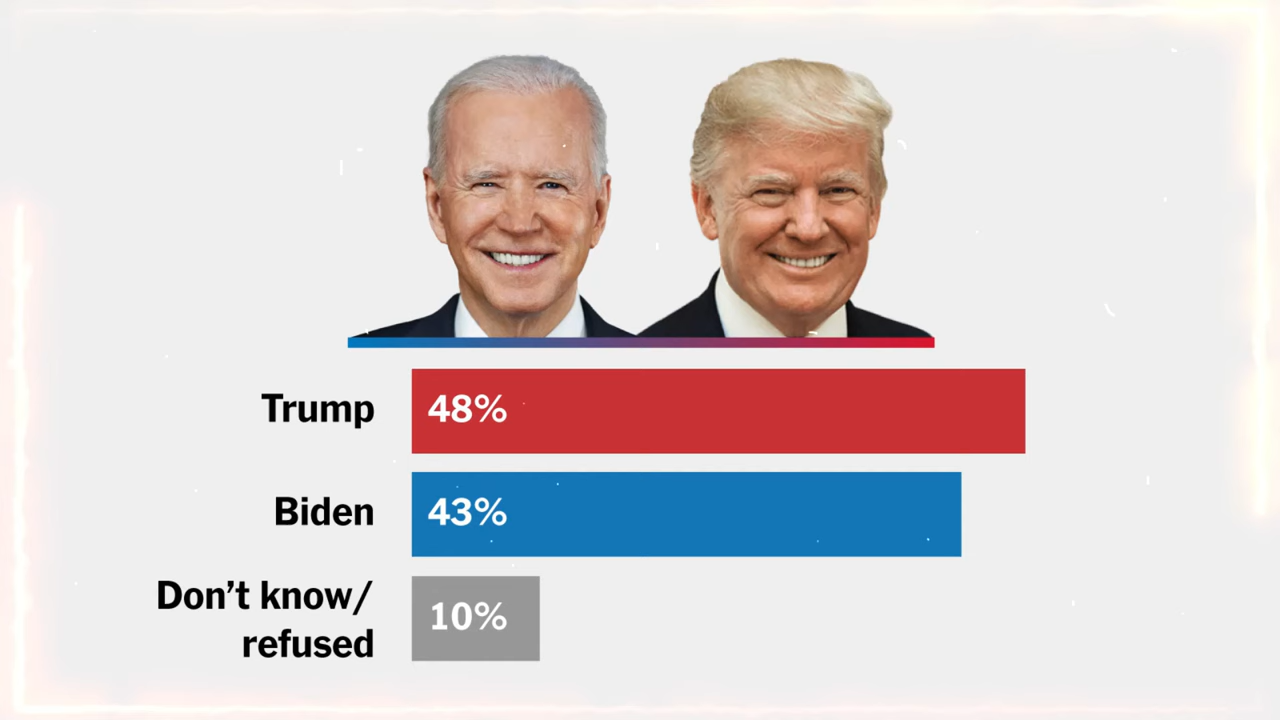 Trump 48%
Biden 43%
Don’t know/
refused 10%